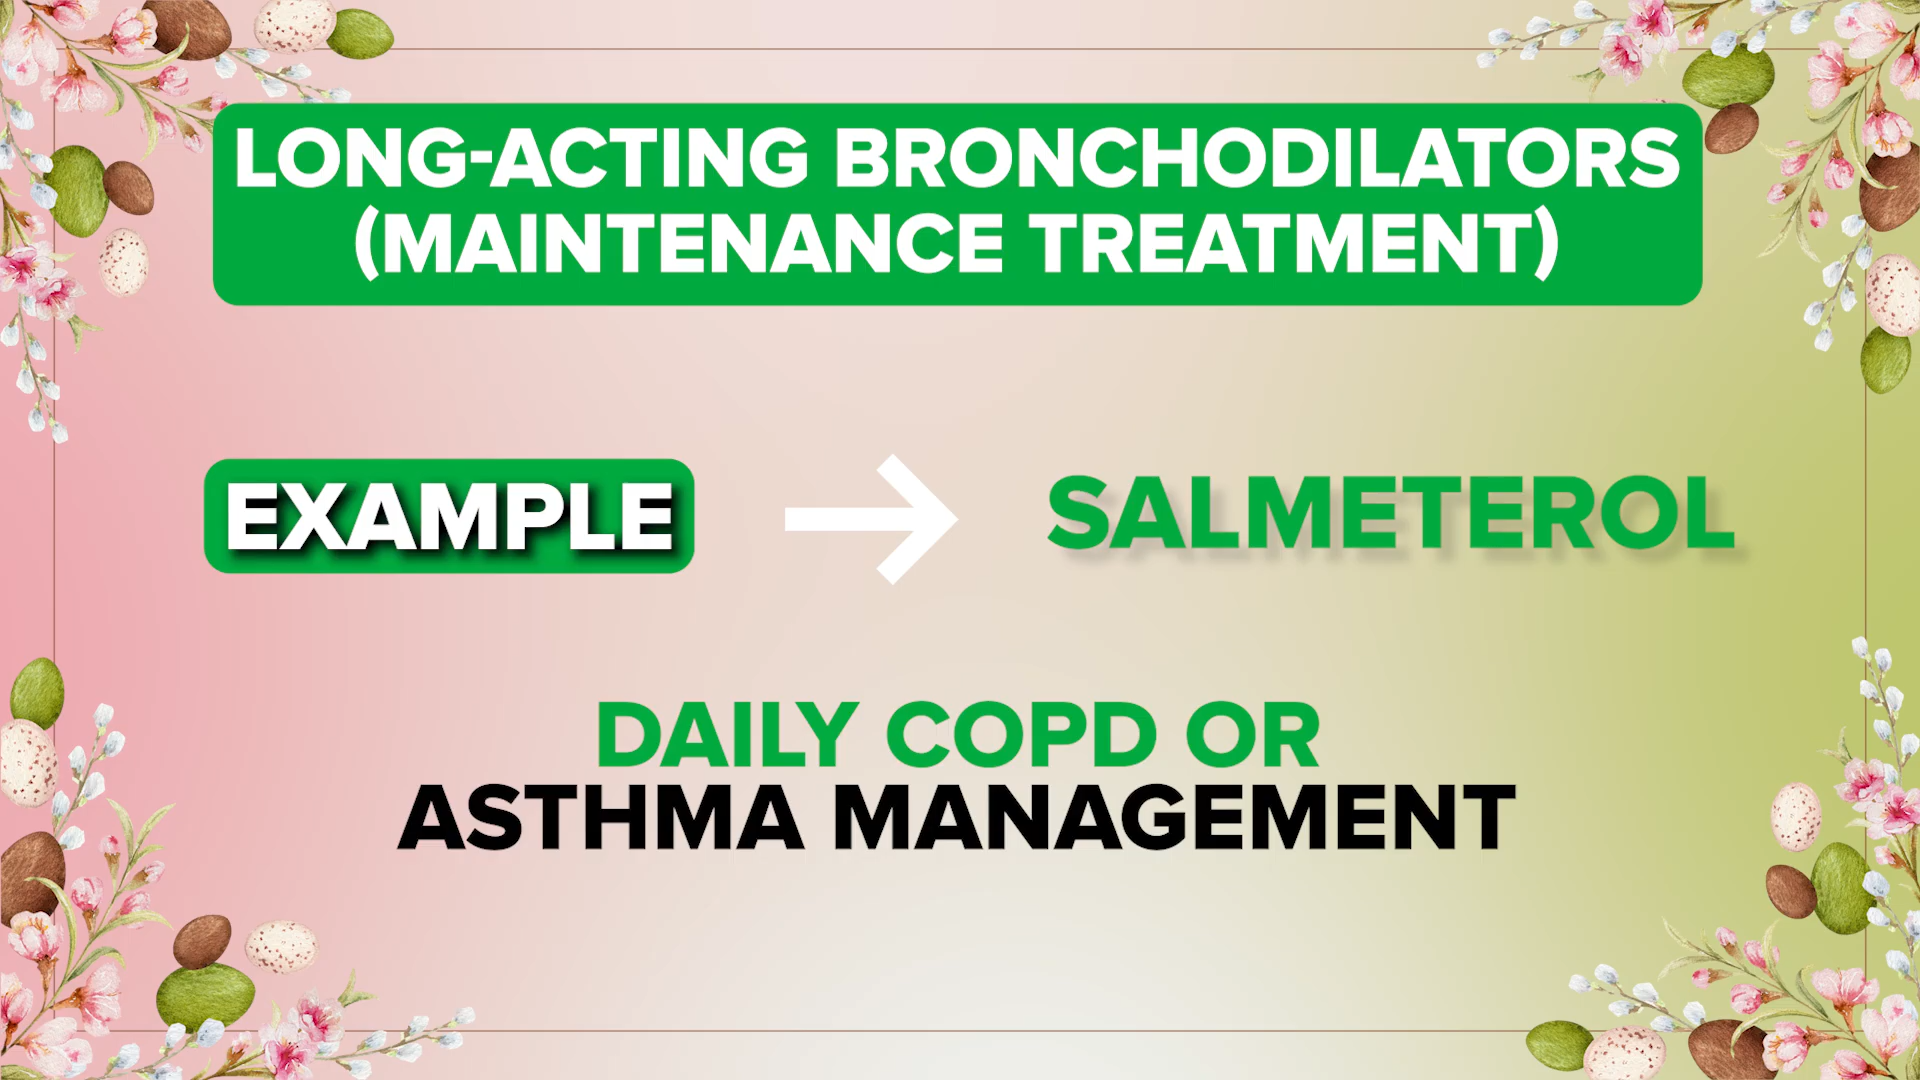 LONG-ACTING BRONCHODILATORS
(MAINTENANCE TREATMENT)
EXAMPLE
SALMETEROL
DAILY COPD OR
ASTHMA MANAGEMENT